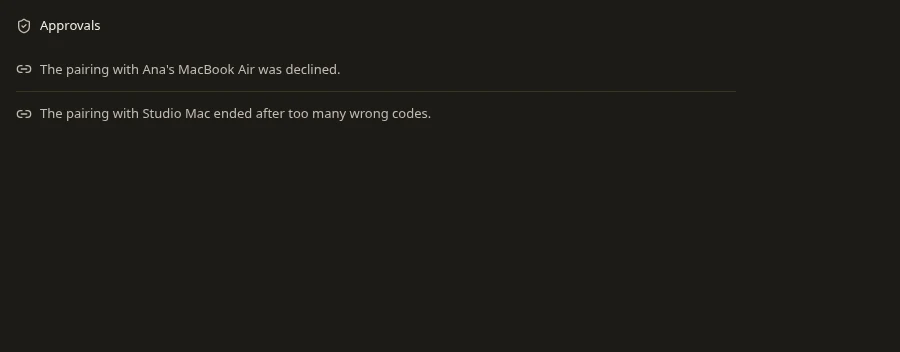 Approvals
The pairing with Ana's MacBook Air was declined.
The pairing with Studio Mac ended after too many wrong codes.